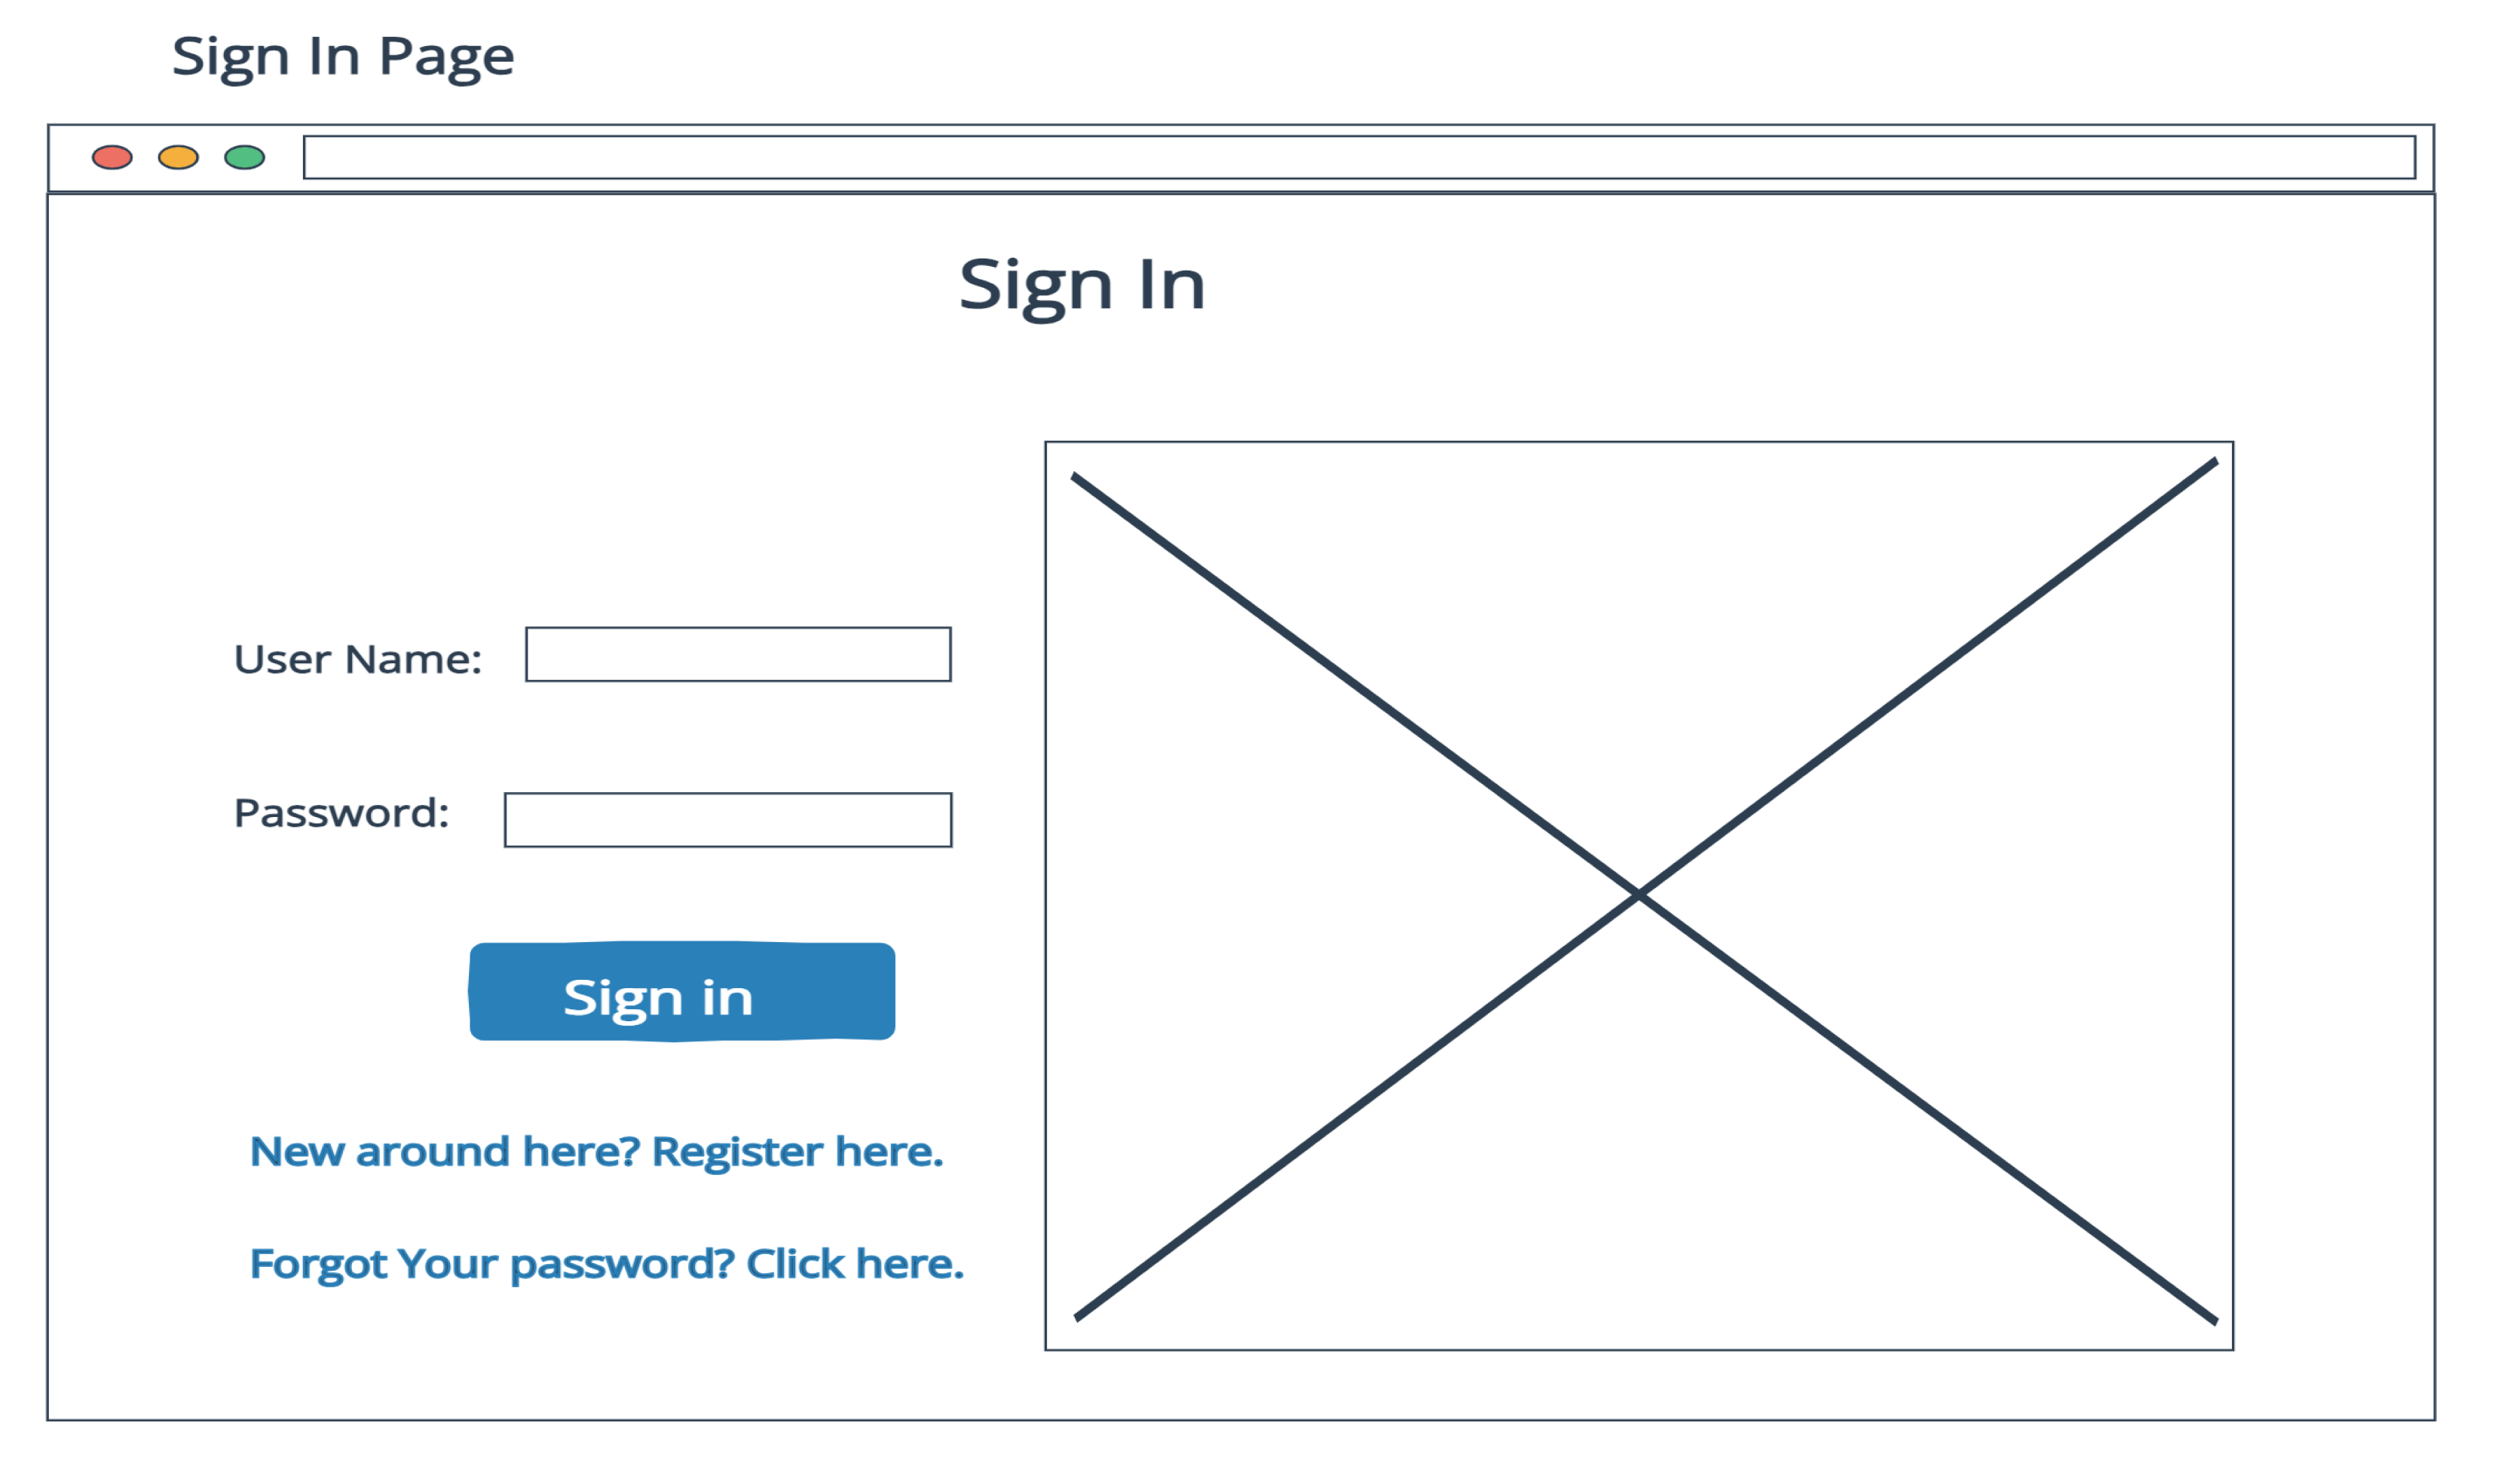 Sign In Page
Sign In
User Name:
Password:
Sign in
New around here? Register here.
Forgot Your password? Click here.